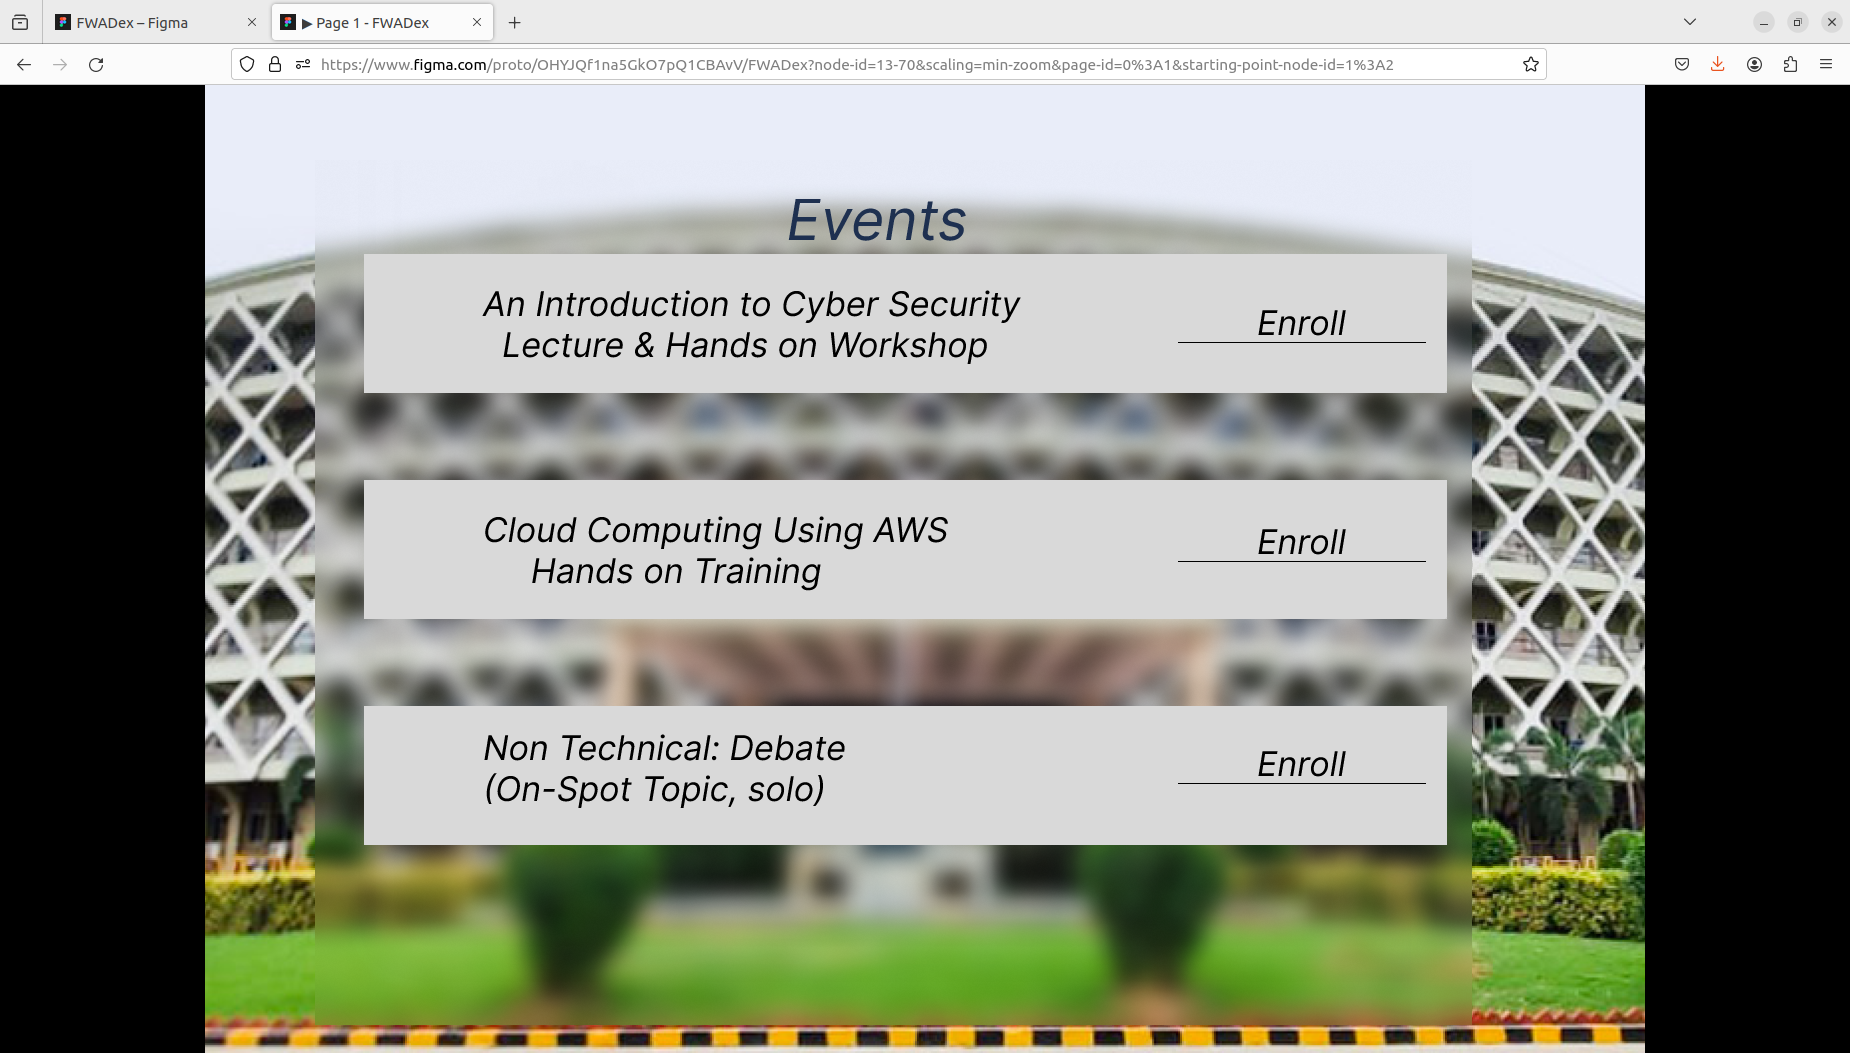 FWADex – Figma
▶ Page 1 - FWADex
https://www.figma.com/proto/OHYJQf1na5GkO7pQ1CBAvV/FWADex?node-id=13-70&scaling=min-zoom&page-id=0%3A1&starting-point-node-id=1%3A2
Events
An Introduction to Cyber Security
Lecture & Hands on Workshop
Enroll
Cloud Computing Using AWS
Hands on Training
Enroll
Non Technical: Debate
(On-Spot Topic, solo)
Enroll